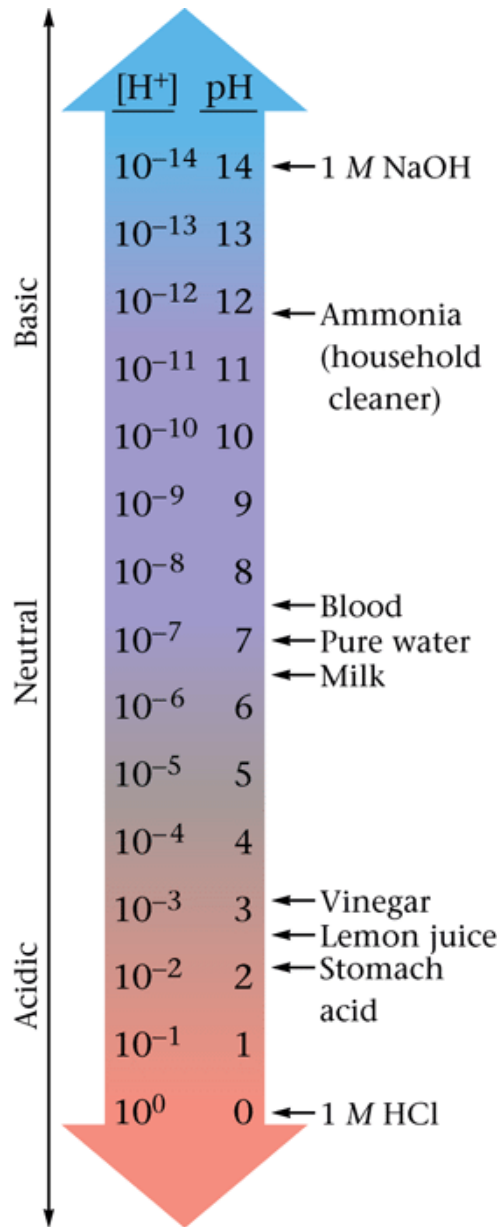 [H⁺] pH
10⁻¹⁴ 14 1 M NaOH
10⁻¹³ 13
10⁻¹² 12 Ammonia
(household
cleaner)
10⁻¹¹ 11
10⁻¹⁰ 10
10⁻⁹ 9
10⁻⁸ 8
Blood
10⁻⁷ 7 Pure water
Milk
10⁻⁶ 6
10⁻⁵ 5
10⁻⁴ 4
10⁻³ 3 Vinegar
Lemon juice
10⁻² 2 Stomach
acid
10⁻¹ 1
10⁰ 0 1 M HCl
Basic
Neutral
Acidic